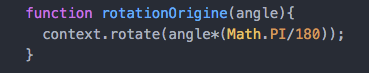 function rotationOrigine(angle){
  context.rotate(angle*(Math.PI/180));
}